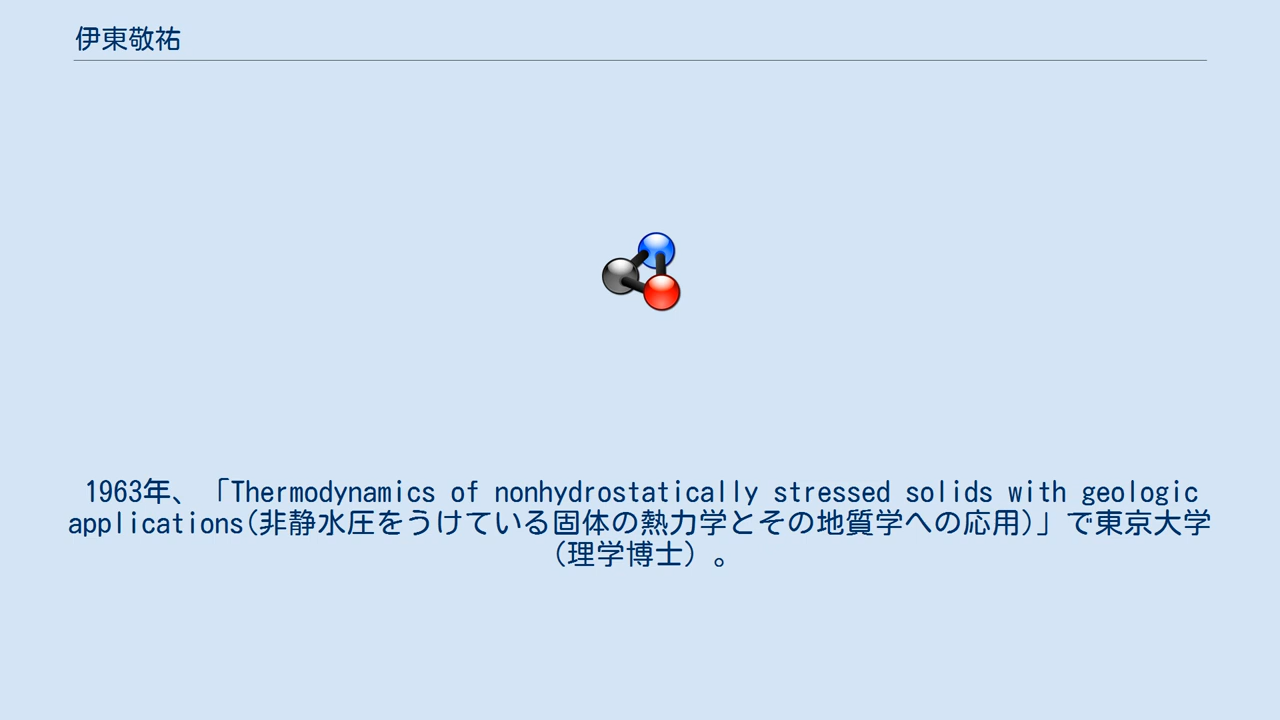 伊東敬祐
1963年、「Thermodynamics of nonhydrostatically stressed solids with geologic
applications(非静水圧をうけている固体の熱力学とその地質学への応用)」で東京大学
（理学博士）。